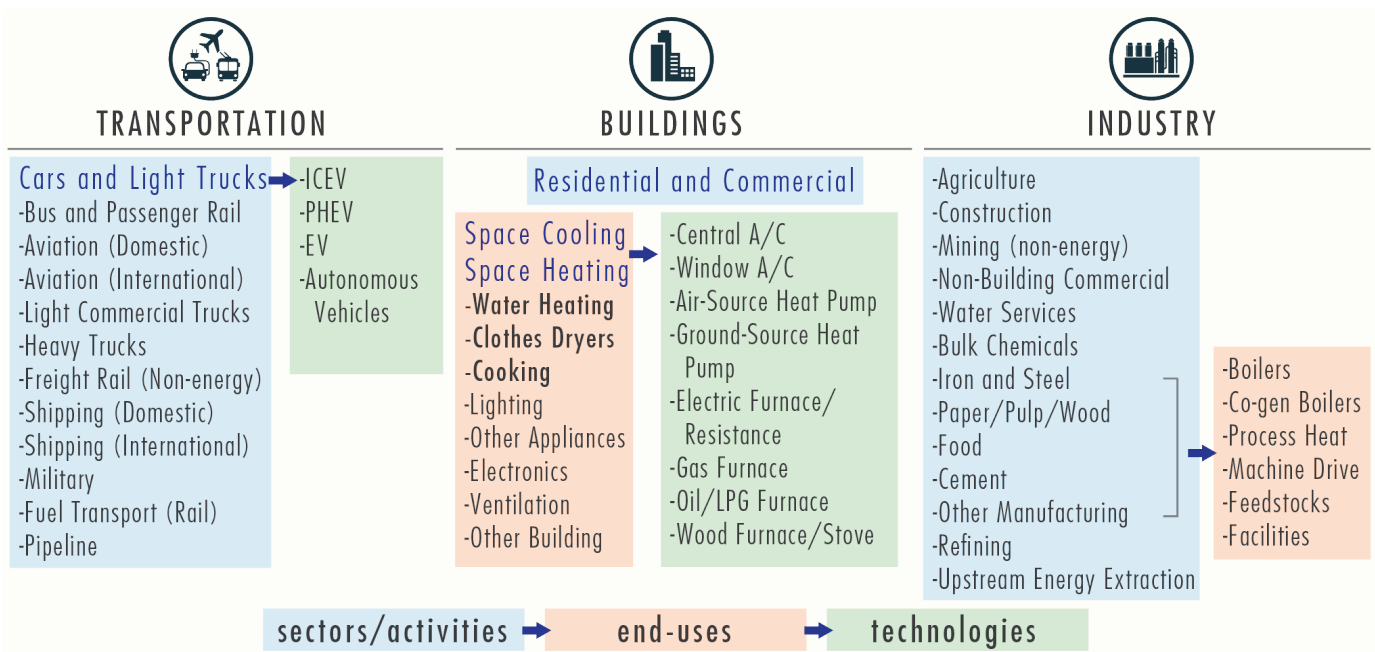 TRANSPORTATION
Cars and Light Trucks
-Bus and Passenger Rail
-Aviation (Domestic)
-Aviation (International)
-Light Commercial Trucks
-Heavy Trucks
-Freight Rail (Non-energy)
-Shipping (Domestic)
-Shipping (International)
-Military
-Fuel Transport (Rail)
-Pipeline
-ICEV
-PHEV
-EV
-Autonomous
Vehicles
BUILDINGS
Residential and Commercial
Space Cooling
Space Heating
-Water Heating
-Clothes Dryers
-Cooking
-Lighting
-Other Appliances
-Electronics
-Ventilation
-Other Building
-Central A/C
-Window A/C
-Air-Source Heat Pump
-Ground-Source Heat
Pump
-Electric Furnace/
Resistance
-Gas Furnace
-Oil/LPG Furnace
-Wood Furnace/Stove
INDUSTRY
-Agriculture
-Construction
-Mining (non-energy)
-Non-Building Commercial
-Water Services
-Bulk Chemicals
-Iron and Steel
-Paper/Pulp/Wood
-Food
-Cement
-Other Manufacturing
-Refining
-Upstream Energy Extraction
-Boilers
-Co-gen Boilers
-Process Heat
-Machine Drive
-Feedstocks
-Facilities
sectors/activities
end-uses
technologies